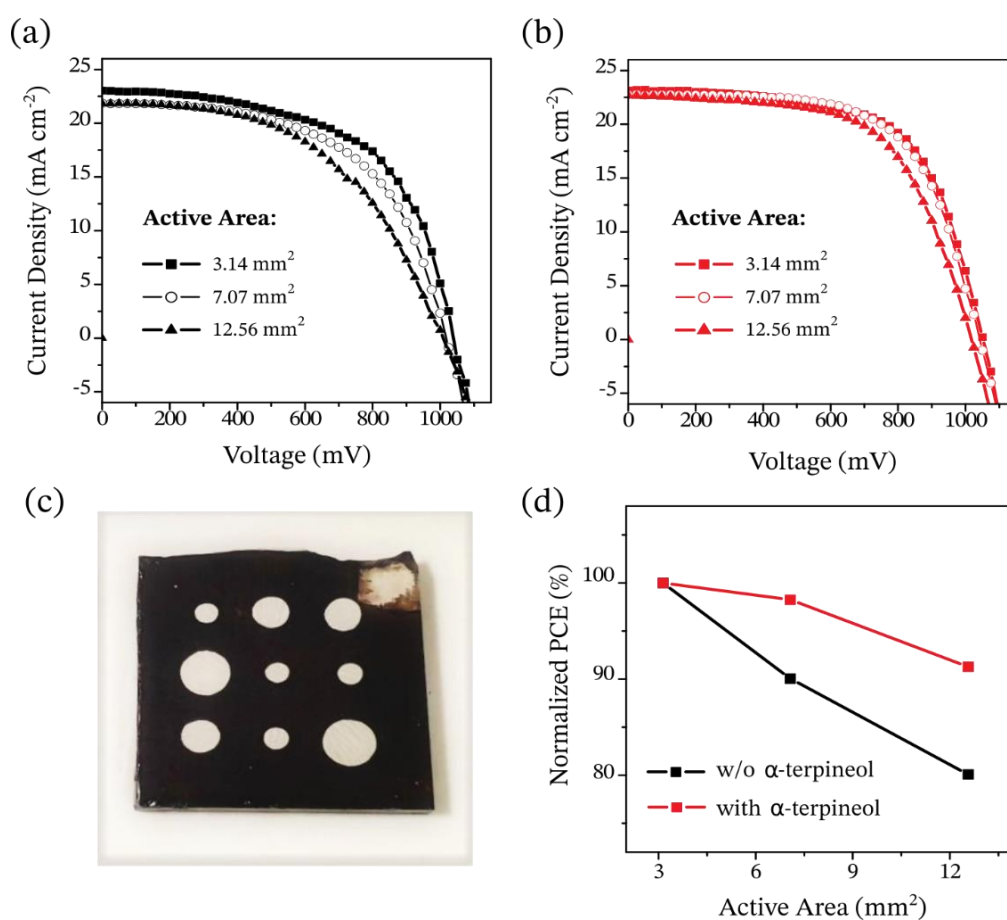 (a)
25
20
15
10
5
0
-5
Current Density (mA cm⁻²)
Active Area:
3.14 mm²
7.07 mm²
12.56 mm²
0 200 400 600 800 1000
Voltage (mV)
(b)
25
20
15
10
5
0
-5
Current Density (mA cm⁻²)
Active Area:
3.14 mm²
7.07 mm²
12.56 mm²
0 200 400 600 800 1000
Voltage (mV)
(c)
(d)
100
90
80
Normalized PCE (%)
w/o α-terpineol
with α-terpineol
3 6 9 12
Active Area (mm²)